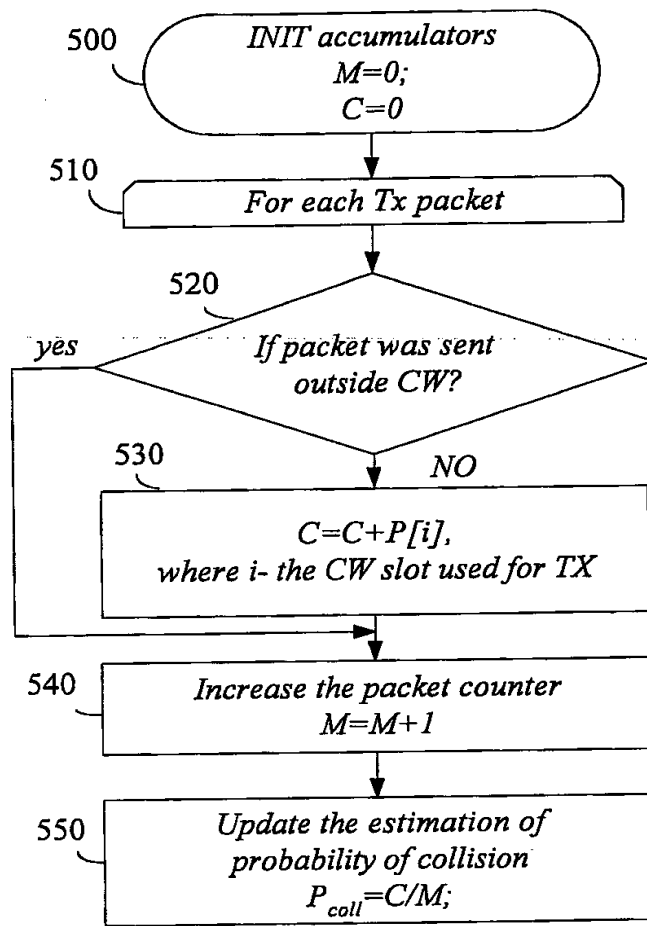 500
INIT accumulators
M=0;
C=0
510
For each Tx packet
520
yes
If packet was sent
outside CW?
NO
530
C=C+P[i],
where i- the CW slot used for TX
540
Increase the packet counter
M=M+1
550
Update the estimation of
probability of collision
Pcoll=C/M;